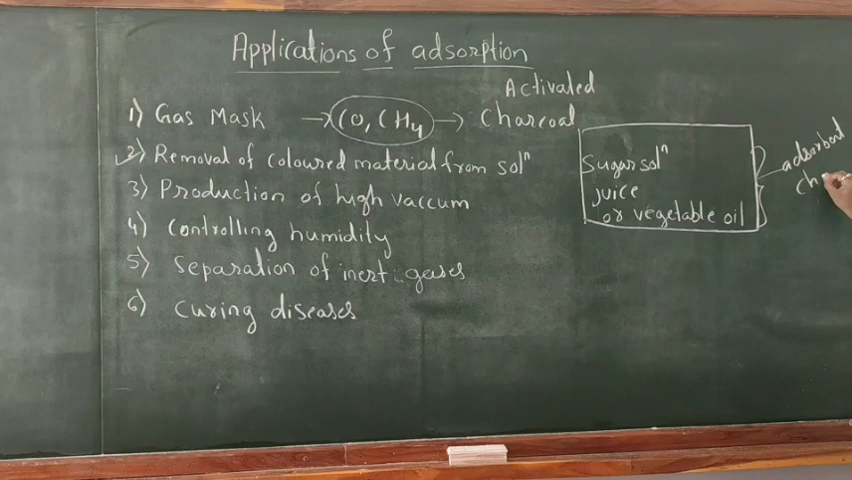 Applications of adsorption
Activated
1) Gas Mask → CO, CH4 → Charcoal
2) Removal of coloured material from solⁿ
3) Production of high vaccum
4) Controlling humidity
5) Separation of inert gases
6) Curing diseases
Sugar solⁿ
juice
or vegetable oil
adsorbent
Ch